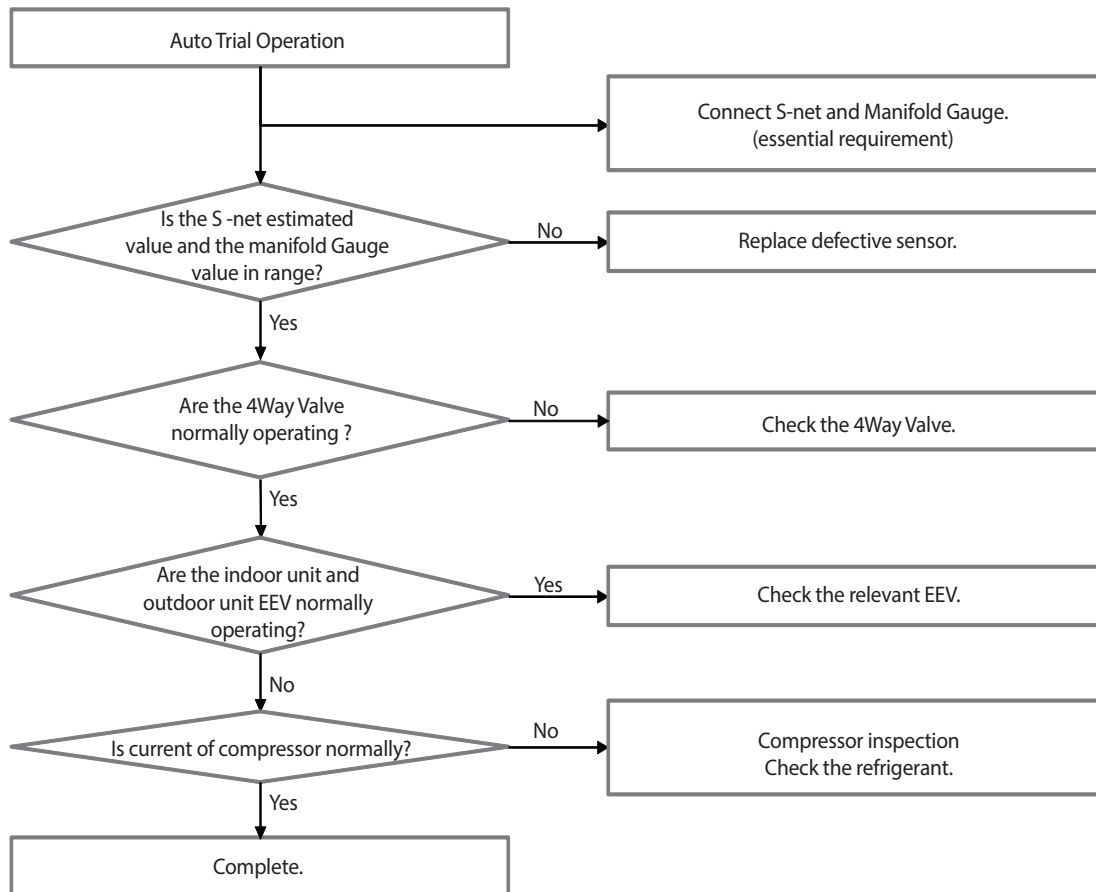 Auto Trial Operation
Connect S-net and Manifold Gauge.
(essential requirement)
Is the S -net estimated
value and the manifold Gauge
value in range?
No
Replace defective sensor.
Yes
Are the 4Way Valve
normally operating ?
No
Check the 4Way Valve.
Yes
Are the indoor unit and
outdoor unit EEV normally
operating?
Yes
Check the relevant EEV.
No
Is current of compressor normally?
No
Compressor inspection
Check the refrigerant.
Yes
Complete.